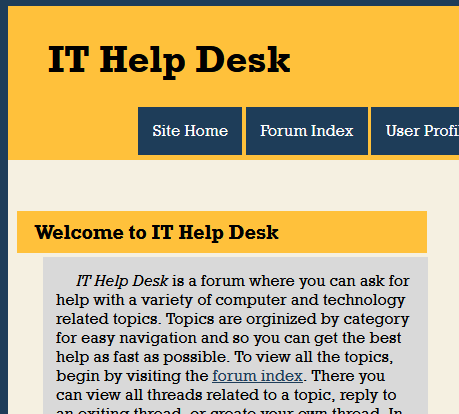 IT Help Desk
Site Home Forum Index User Profi
Welcome to IT Help Desk
IT Help Desk is a forum where you can ask for
help with a variety of computer and technology
related topics. Topics are orginized by category
for easy navigation and so you can get the best
help as fast as possible. To view all the topics,
begin by visiting the forum index. There you
can view all threads related to a topic, reply to
an exiting thread, or create your own thread. In